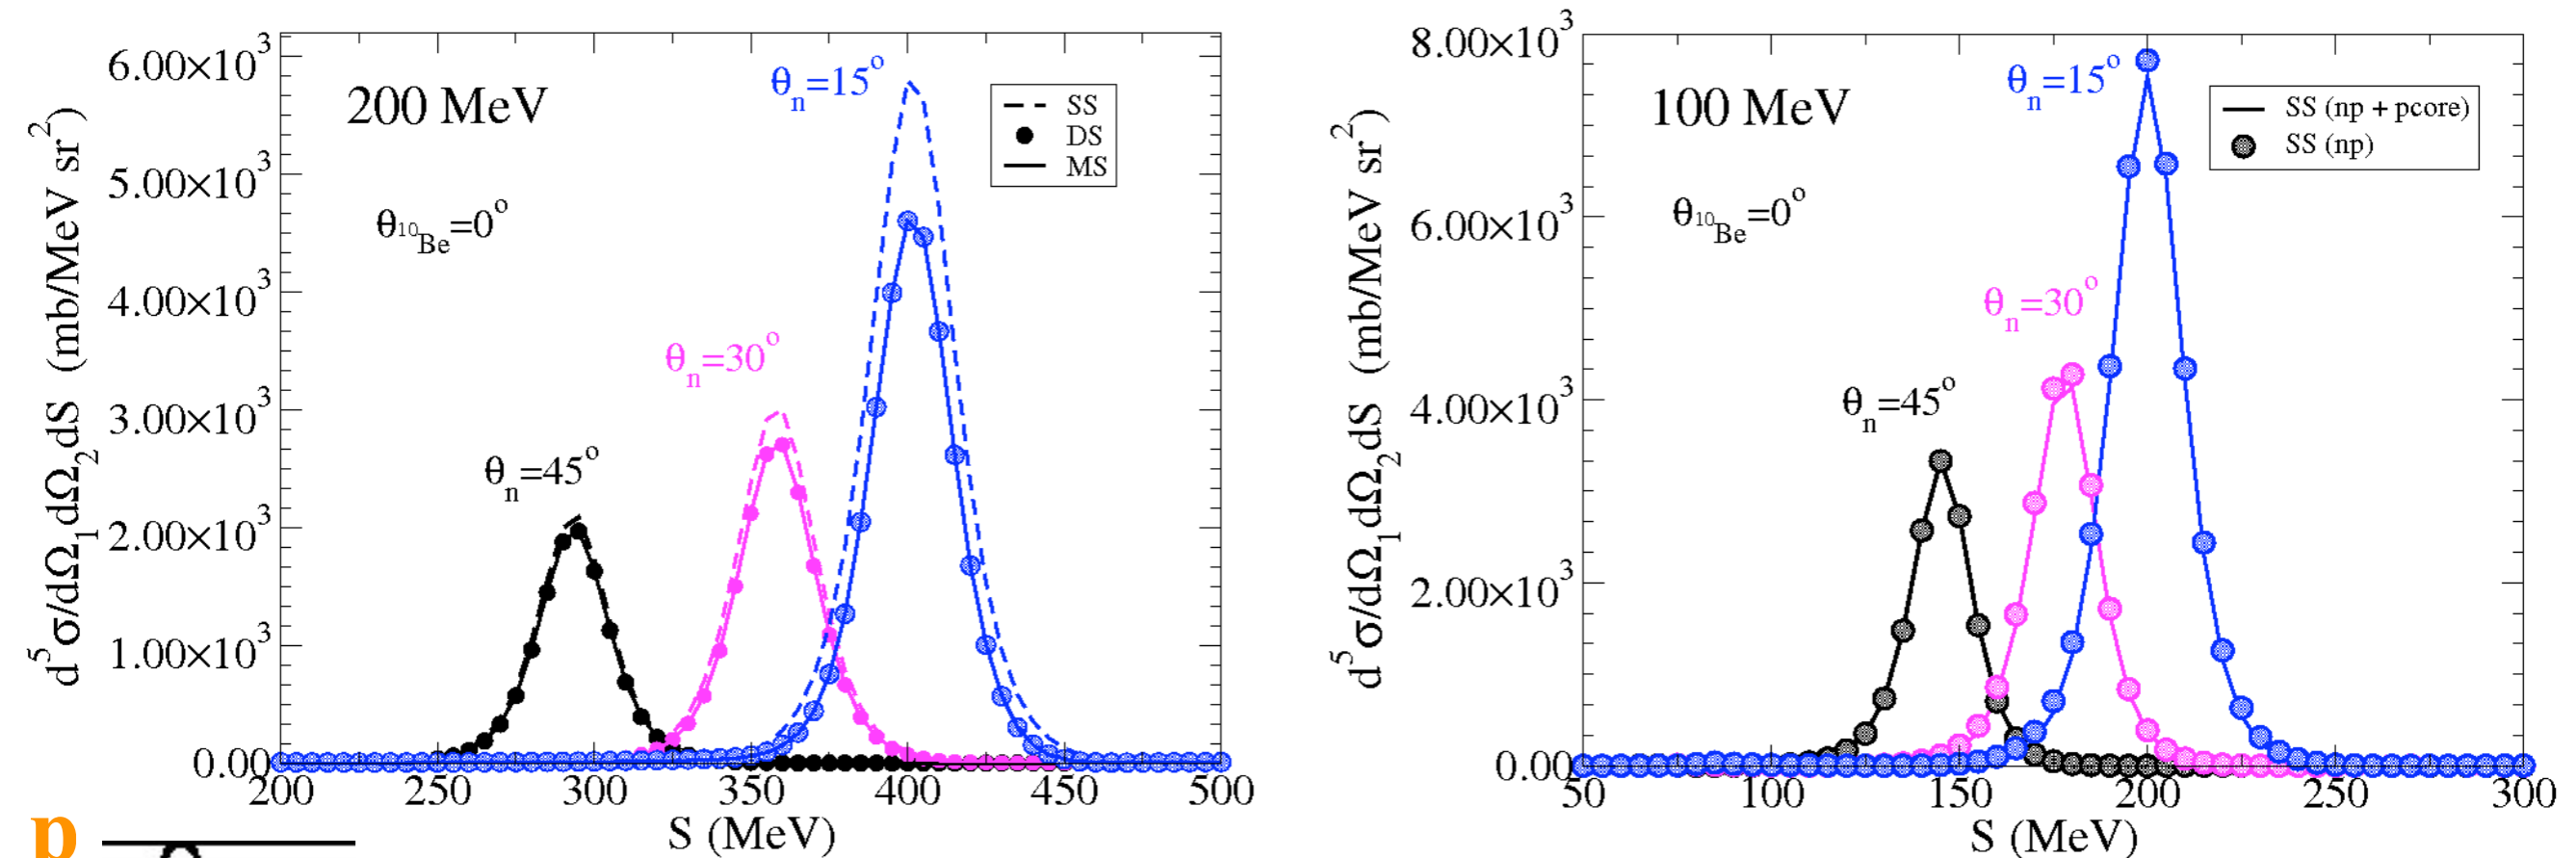 d⁵σ/dΩ₁dΩ₂dS (mb/MeV sr²)
6.00×10³
5.00×10³
4.00×10³
3.00×10³
2.00×10³
1.00×10³
0.00
200 MeV
θ₁₀Be=0°
θn=45°
θn=30°
θn=15°
SS
DS
MS
200 250 300 350 400 450 500
S (MeV)
p
d⁵σ/dΩ₁dΩ₂dS (mb/MeV sr²)
8.00×10³
6.00×10³
4.00×10³
2.00×10³
0.00
100 MeV
θ₁₀Be=0°
θn=45°
θn=30°
θn=15°
SS (np + pcore)
SS (np)
50 100 150 200 250 300
S (MeV)